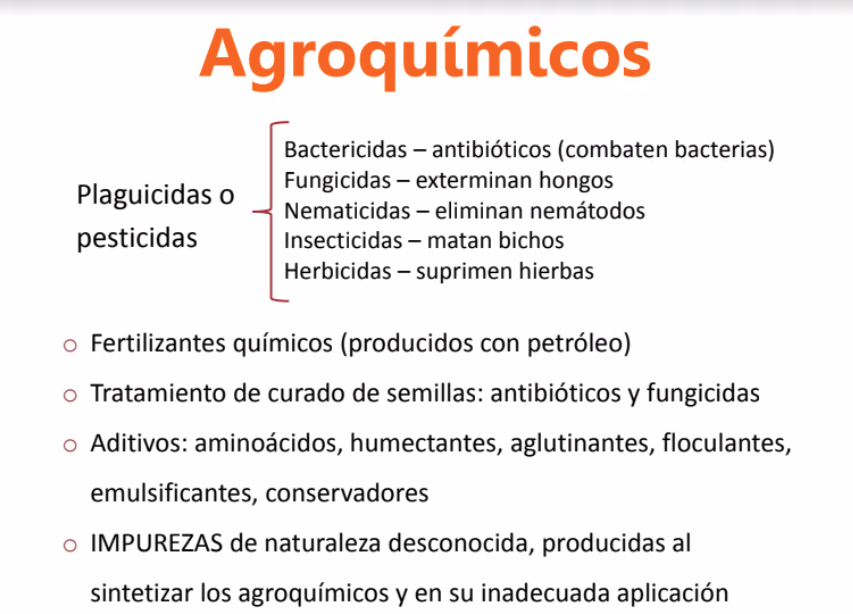 Agroquímicos
Plaguicidas o
pesticidas
Bactericidas – antibióticos (combaten bacterias)
Fungicidas – exterminan hongos
Nematicidas – eliminan nemátodos
Insecticidas – matan bichos
Herbicidas – suprimen hierbas
o Fertilizantes químicos (producidos con petróleo)
o Tratamiento de curado de semillas: antibióticos y fungicidas
o Aditivos: aminoácidos, humectantes, aglutinantes, floculantes,
emulsificantes, conservadores
o IMPUREZAS de naturaleza desconocida, producidas al
sintetizar los agroquímicos y en su inadecuada aplicación